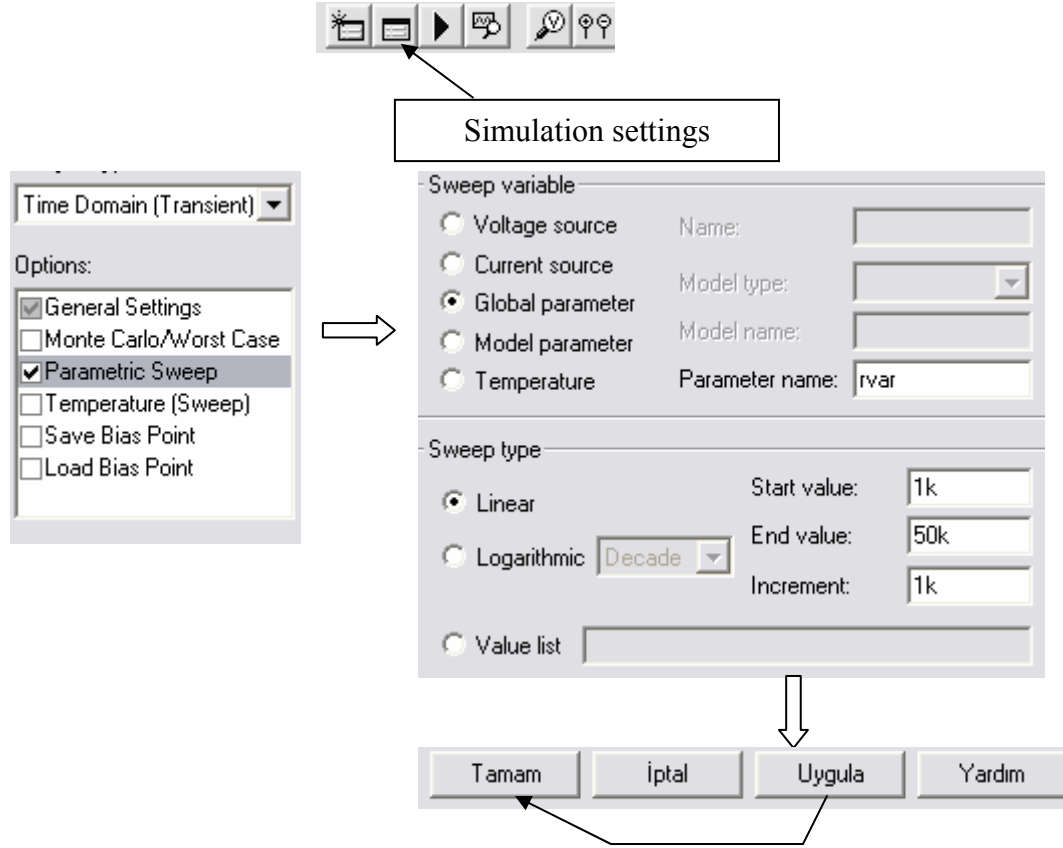 Simulation settings
Time Domain (Transient)
Options:
General Settings
Monte Carlo/Worst Case
Parametric Sweep
Temperature (Sweep)
Save Bias Point
Load Bias Point
Sweep variable
Voltage source
Name:
Current source
Model type:
Global parameter
Model parameter
Model name:
Temperature
Parameter name: rvar
Sweep type
Linear
Start value: 1k
End value: 50k
Logarithmic Decade
Increment: 1k
Value list
Tamam İptal Uygula Yardım